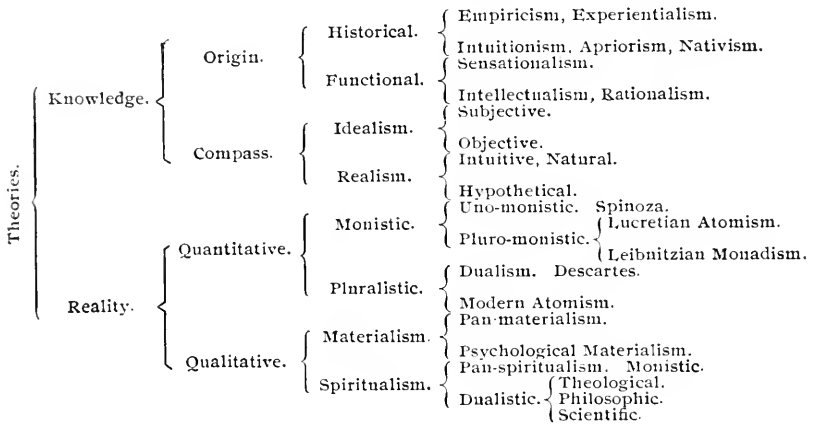 Theories.
Knowledge.
Origin.
Historical.
Empiricism, Experientialism.
Intuitionism, Apriorism, Nativism.
Functional.
Sensationalism.
Intellectualism, Rationalism.
Compass.
Idealism.
Subjective.
Objective.
Realism.
Intuitive, Natural.
Hypothetical.
Reality.
Quantitative.
Monistic.
Uno-monistic. Spinoza.
Pluro-monistic.
Lucretian Atomism.
Leibnitzian Monadism.
Pluralistic.
Dualism. Descartes.
Modern Atomism.
Qualitative.
Materialism.
Pan-materialism.
Psychological Materialism.
Spiritualism.
Pan-spiritualism. Monistic.
Dualistic.
Theological.
Philosophic.
Scientific.